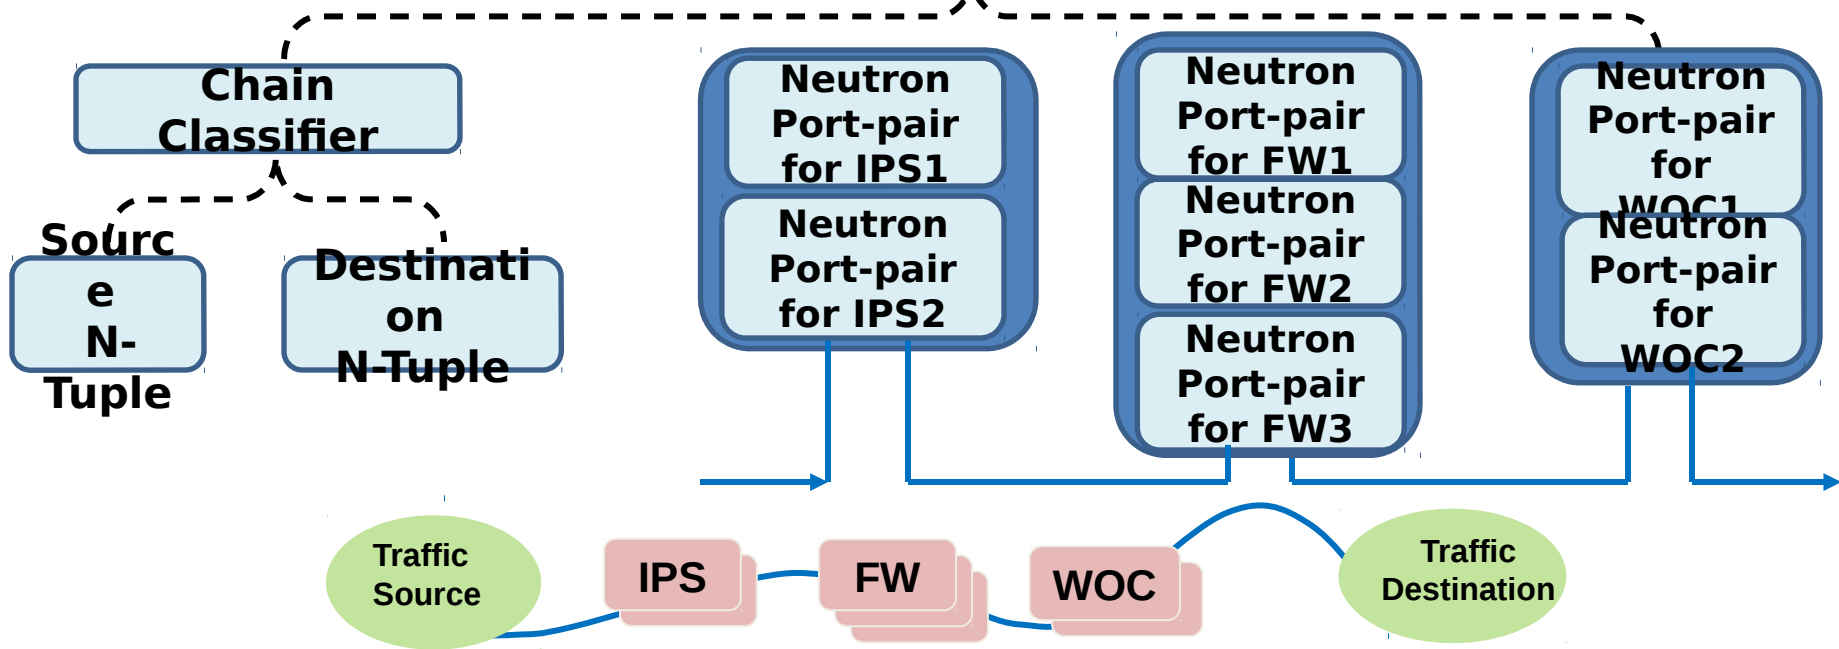 Chain
Classifier
Sourc
e
N-
Tuple
Destinati
on
N-Tuple
Neutron
Port-pair
for IPS1
Neutron
Port-pair
for IPS2
Neutron
Port-pair
for FW1
Neutron
Port-pair
for FW2
Neutron
Port-pair
for FW3
Neutron
Port-pair
for
WOC1
Neutron
Port-pair
for
WOC2
Traffic
Source
IPS
FW
WOC
Traffic
Destination